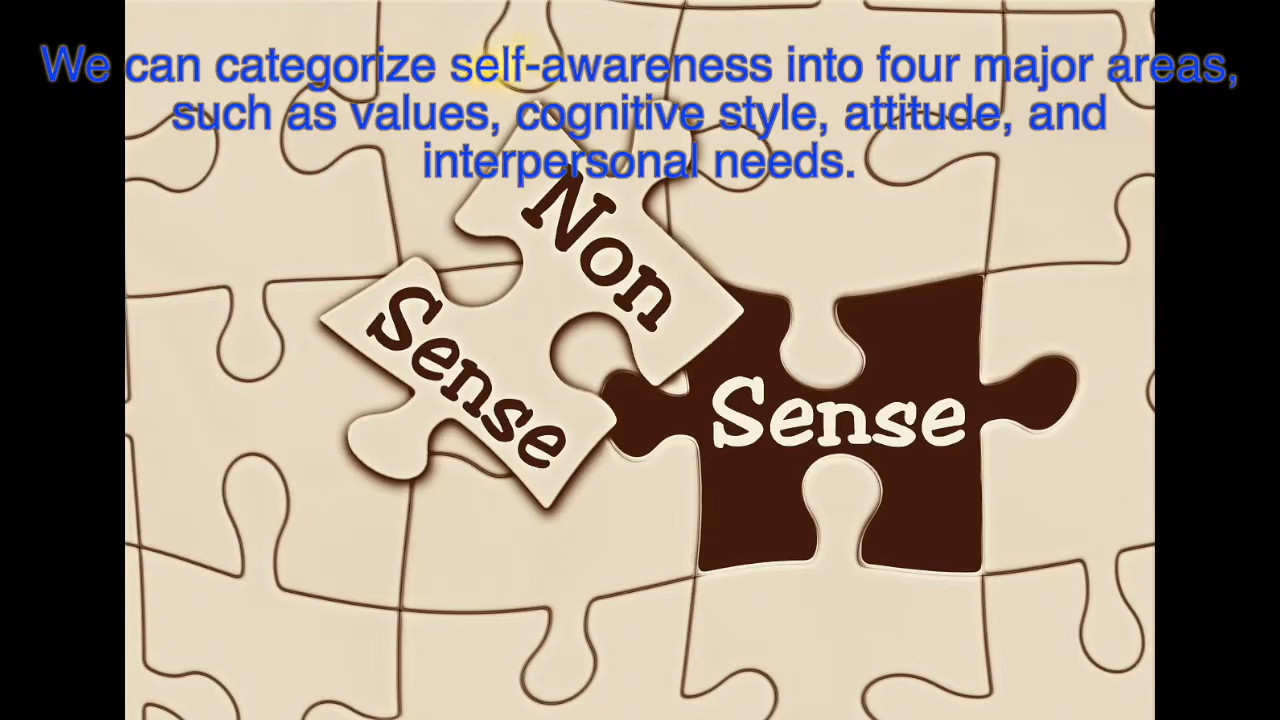 We can categorize self-awareness into four major areas,
such as values, cognitive style, attitude, and
interpersonal needs.
Non
Sense
Sense